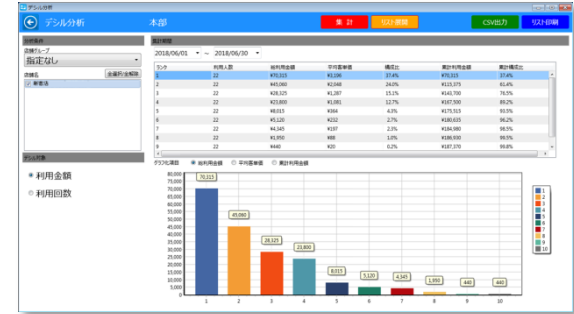 デシル分析
デシル分析 本部 集計 リスト展開 CSV出力 リスト印刷
分析条件
店舗グループ
指定なし
店舗名 全選択/全解除
デシル対象
利用金額
利用回数
集計期間
2018/06/01 ~ 2018/06/30
ランク 利用人数 総利用金額 平均客単価 構成比 累計利用金額 累計構成比
1 22 ¥70,315 ¥3,196 37.4% ¥70,315 37.4%
2 22 ¥45,060 ¥2,048 24.0% ¥115,375 61.4%
3 22 ¥28,325 ¥1,287 15.1% ¥143,700 76.5%
4 22 ¥23,800 ¥1,081 12.7% ¥167,500 89.2%
5 22 ¥8,015 ¥364 4.3% ¥175,515 93.5%
6 22 ¥5,120 ¥232 2.7% ¥180,635 96.2%
7 22 ¥4,345 ¥197 2.3% ¥184,980 98.5%
8 22 ¥1,950 ¥88 1.0% ¥186,930 99.5%
9 22 ¥440 ¥20 0.2% ¥187,370 99.8%
グラフ化項目 総利用金額 平均客単価 累計利用金額
80,000
75,000
70,000
65,000
60,000
55,000
50,000
45,000
40,000
35,000
30,000
25,000
20,000
15,000
10,000
5,000
0
70,315
45,060
28,325
23,800
8,015
5,120
4,345
1,950
440
440
1 2 3 4 5 6 7 8 9 10
1
2
3
4
5
6
7
8
9
10